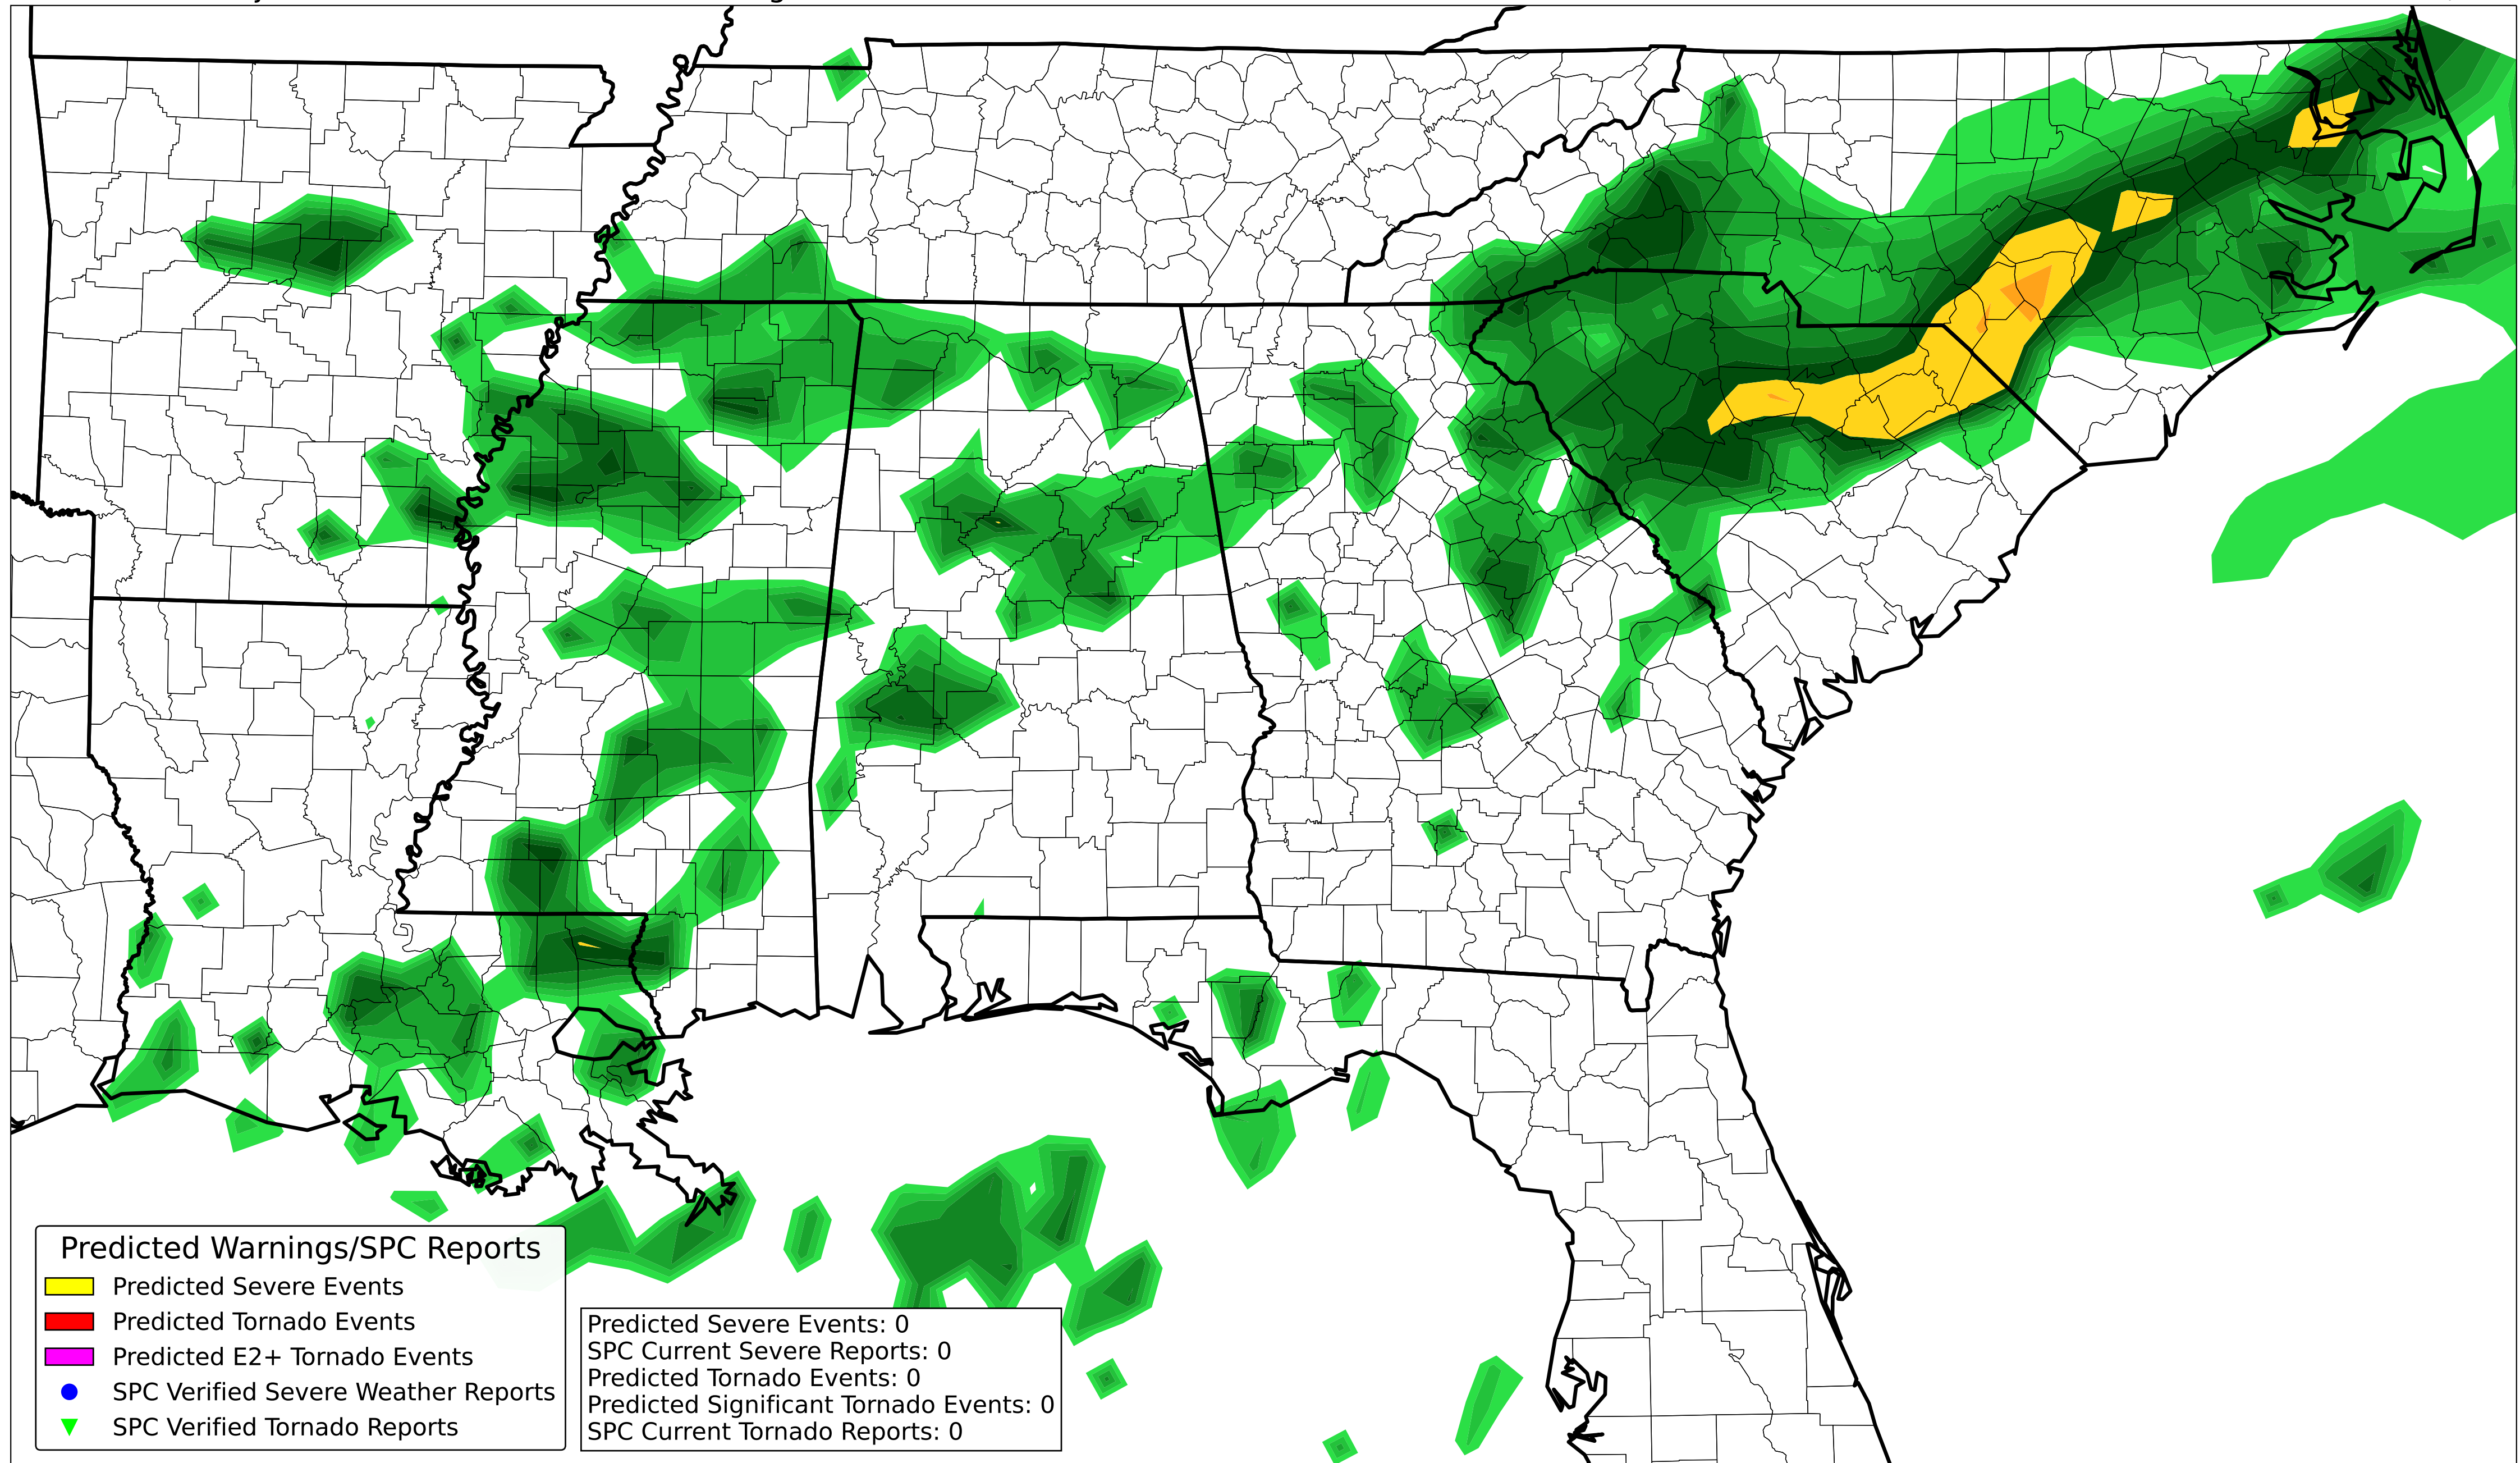 Predicted Warnings/SPC Reports
Predicted Severe Events
Predicted Tornado Events
Predicted E2+ Tornado Events
SPC Verified Severe Weather Reports
SPC Verified Tornado Reports
Predicted Severe Events: 0
SPC Current Severe Reports: 0
Predicted Tornado Events: 0
Predicted Significant Tornado Events: 0
SPC Current Tornado Reports: 0